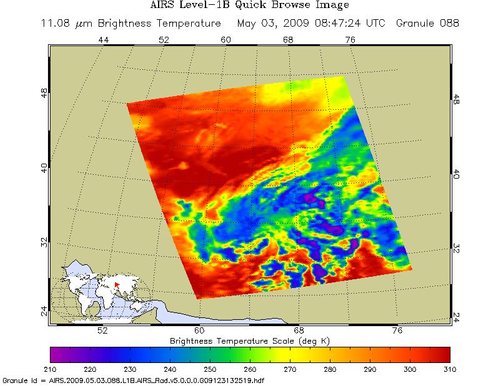 AIRS Level-1B Quick Browse Image
11.08 μm Brightness Temperature May 03, 2009 08:47:24 UTC Granule 088
44 52 60 68 76
48 48
40 40
32 32
24 24
52 60 68 76
Brightness Temperature Scale (deg K)
210 220 230 240 250 260 270 280 290 300 310
Granule Id = AIRS.2009.05.03.088.L1B.AIRS_Rad.v5.0.0.0.G09123132519.hdf